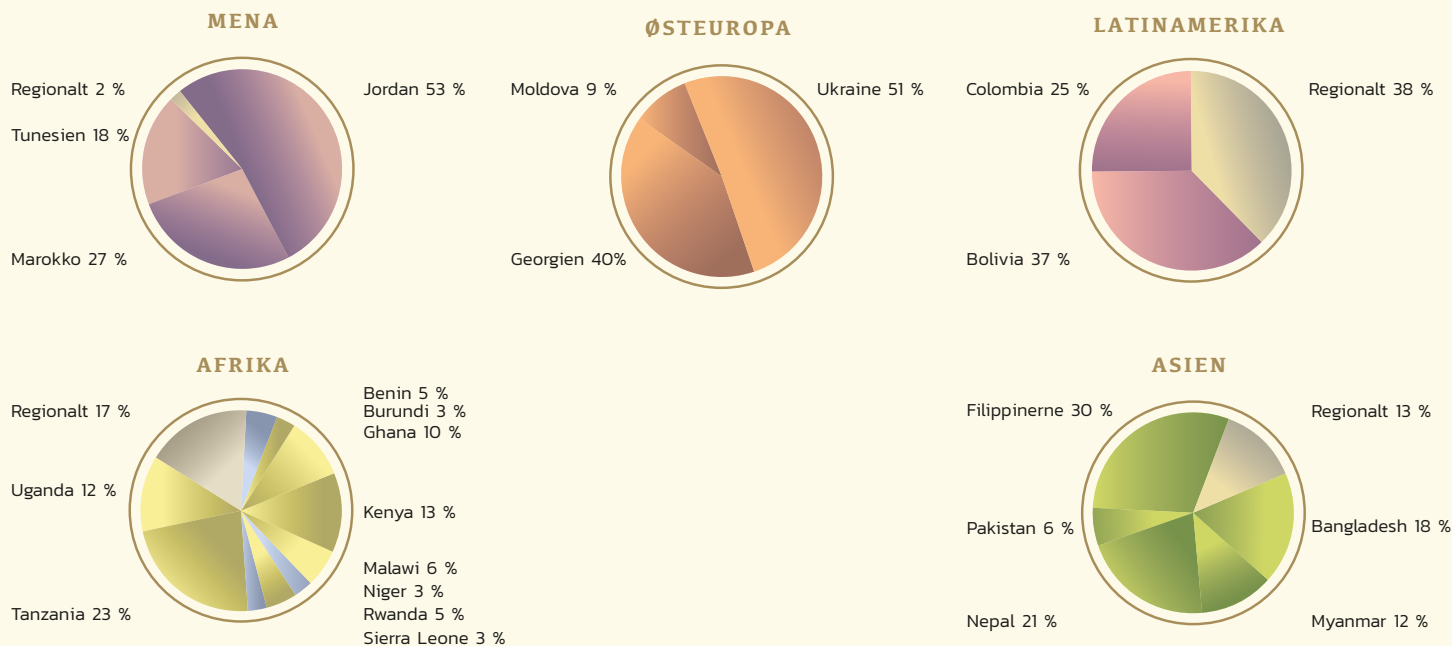 MENA
Regionalt 2 %
Jordan 53 %
Tunesien 18 %
Marokko 27 %
ØSTEUROPA
Moldova 9 %
Ukraine 51 %
Georgien 40%
LATINAMERIKA
Colombia 25 %
Regionalt 38 %
Bolivia 37 %
AFRIKA
Regionalt 17 %
Benin 5 %
Burundi 3 %
Ghana 10 %
Uganda 12 %
Kenya 13 %
Malawi 6 %
Niger 3 %
Tanzania 23 %
Rwanda 5 %
Sierra Leone 3 %
ASIEN
Filippinerne 30 %
Regionalt 13 %
Pakistan 6 %
Bangladesh 18 %
Nepal 21 %
Myanmar 12 %